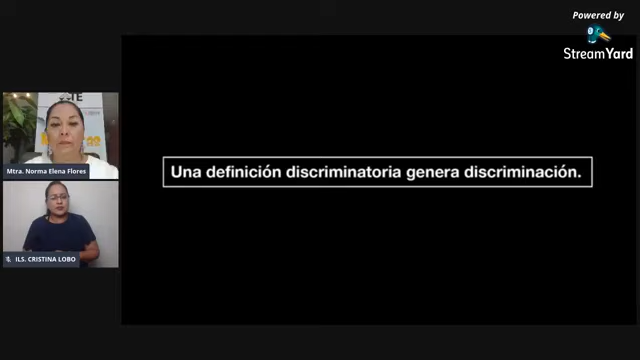 Powered by
StreamYard
Mtra. Norma Elena Flores
Una definición discriminatoria genera discriminación.
ILS. CRISTINA LOBO